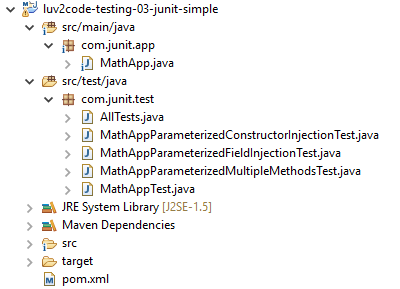 luv2code-testing-03-junit-simple
src/main/java
com.junit.app
MathApp.java
src/test/java
com.junit.test
AllTests.java
MathAppParameterizedConstructorInjectionTest.java
MathAppParameterizedFieldInjectionTest.java
MathAppParameterizedMultipleMethodsTest.java
MathAppTest.java
JRE System Library [J2SE-1.5]
Maven Dependencies
src
target
pom.xml